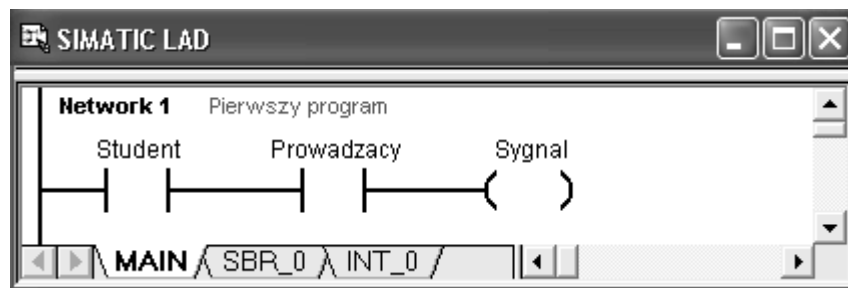 SIMATIC LAD
Network 1 Pierwszy program
Student Prowadzacy Sygnal
MAIN SBR_0 INT_0